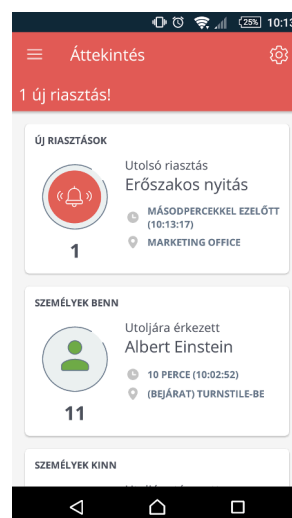 25% 10:13
Áttekintés
1 új riasztás!
ÚJ RIASZTÁSOK
Utolsó riasztás
Erőszakos nyitás
MÁSODPERCEKKEL EZELŐTT
(10:13:17)
MARKETING OFFICE
1
SZEMÉLYEK BENN
Utoljára érkezett
Albert Einstein
10 PERCE (10:02:52)
(BEJÁRAT) TURNSTILE-BE
11
SZEMÉLYEK KINN